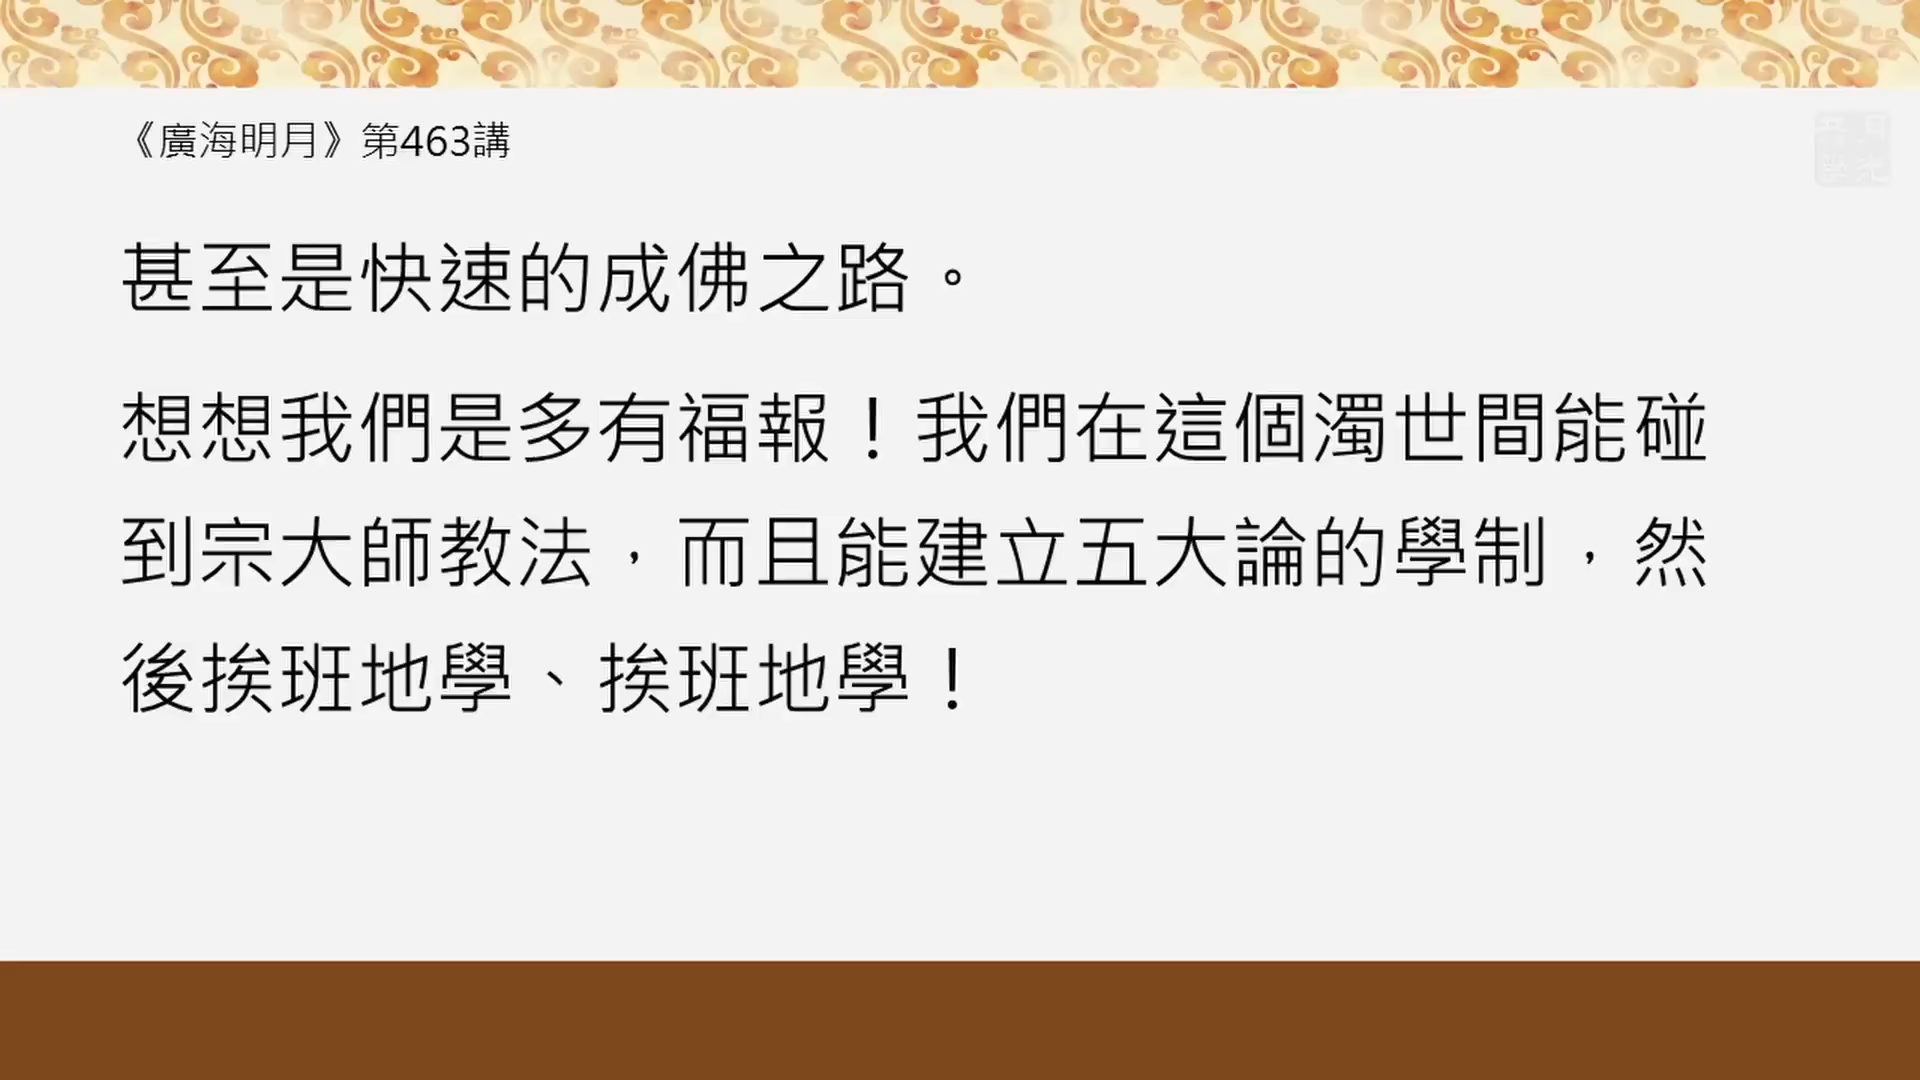 《廣海明月》第463講
甚至是快速的成佛之路。
想想我們是多有福報！我們在這個濁世間能碰
到宗大師教法，而且能建立五大論的學制，然
後挨班地學、挨班地學！